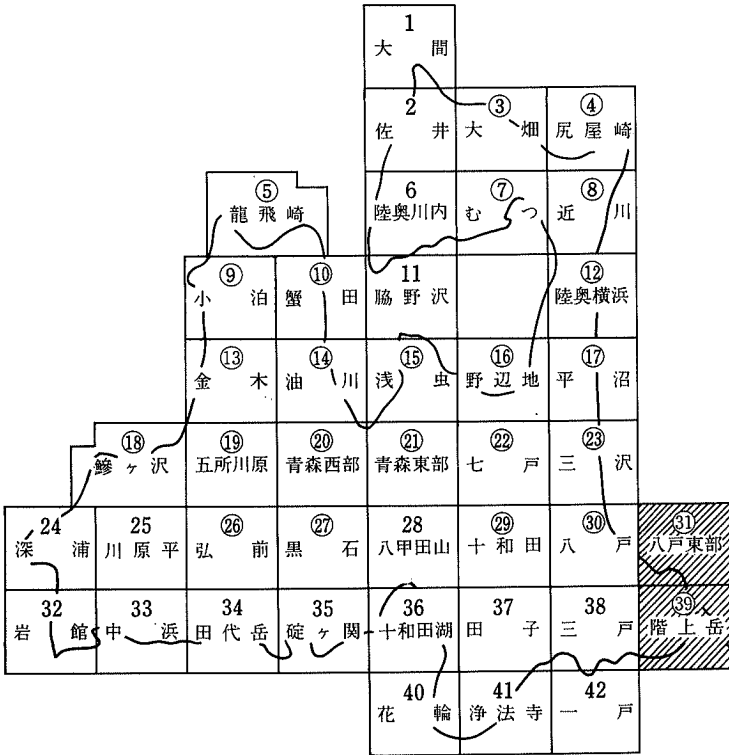 1
大間
2 ③ ④
佐井 大畑 尻屋崎
⑤ 6 ⑦ ⑧
龍飛崎 陸奥川内 むつ 近川
⑨ ⑩ 11 ⑫
小泊 蟹田 脇野沢 陸奥横浜
⑬ ⑭ ⑮ ⑯ ⑰
金木 油川 浅虫 野辺地 平沼
⑱ ⑲ ⑳ ㉑ ㉒ ㉓
鰺ヶ沢 五所川原 青森西部 青森東部 七戸 三沢
24 25 ㉖ ㉗ 28 ㉙ ㉚ ㉛
深浦 川原平 弘前 黒石 八甲田山 十和田 八戸 八戸東部
32 33 34 35 36 37 38 ㊴
岩館 中浜 田代岳 碇ヶ関 十和田湖 田子 三戸 階上岳
40 41 42
花輪 浄法寺 一戸